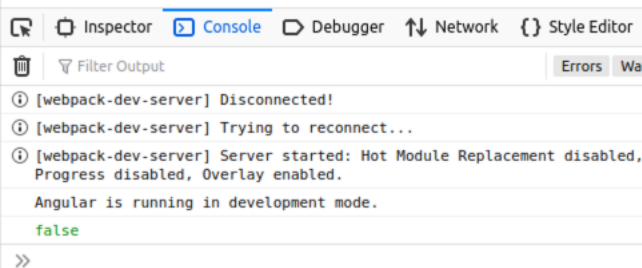 Inspector Console Debugger Network Style Editor
Filter Output Errors Wa
[webpack-dev-server] Disconnected!
[webpack-dev-server] Trying to reconnect...
[webpack-dev-server] Server started: Hot Module Replacement disabled,
Progress disabled, Overlay enabled.
Angular is running in development mode.
false